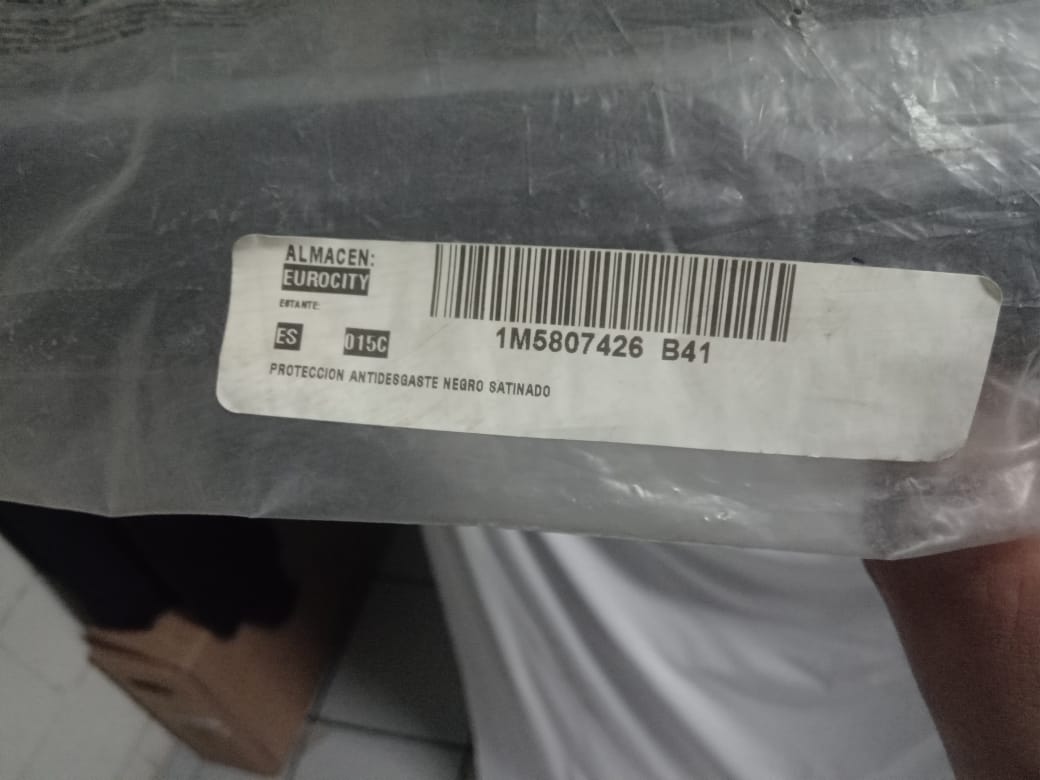 ALMACEN:
EUROCITY
ESTANTE:
ES 015C
1M5807426 B41
PROTECCION ANTIDESGASTE NEGRO SATINADO